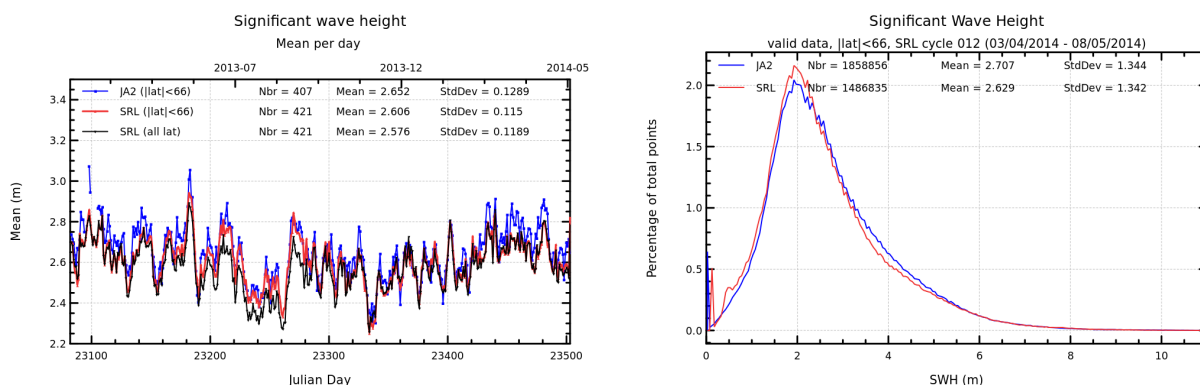 Significant wave height
Mean per day
2013-07 2013-12 2014-05
JA2 (|lat|<66) Nbr = 407 Mean = 2.652 StdDev = 0.1289
SRL (|lat|<66) Nbr = 421 Mean = 2.606 StdDev = 0.115
SRL (all lat) Nbr = 421 Mean = 2.576 StdDev = 0.1189
3.4
3.2
3.0
2.8
2.6
2.4
2.2
Mean (m)
23100 23200 23300 23400 23500
Julian Day
Significant Wave Height
valid data, |lat|<66, SRL cycle 012 (03/04/2014 - 08/05/2014)
JA2 Nbr = 1858856 Mean = 2.707 StdDev = 1.344
SRL Nbr = 1486835 Mean = 2.629 StdDev = 1.342
2.0
1.5
1.0
0.5
0.0
Percentage of total points
0 2 4 6 8 10
SWH (m)